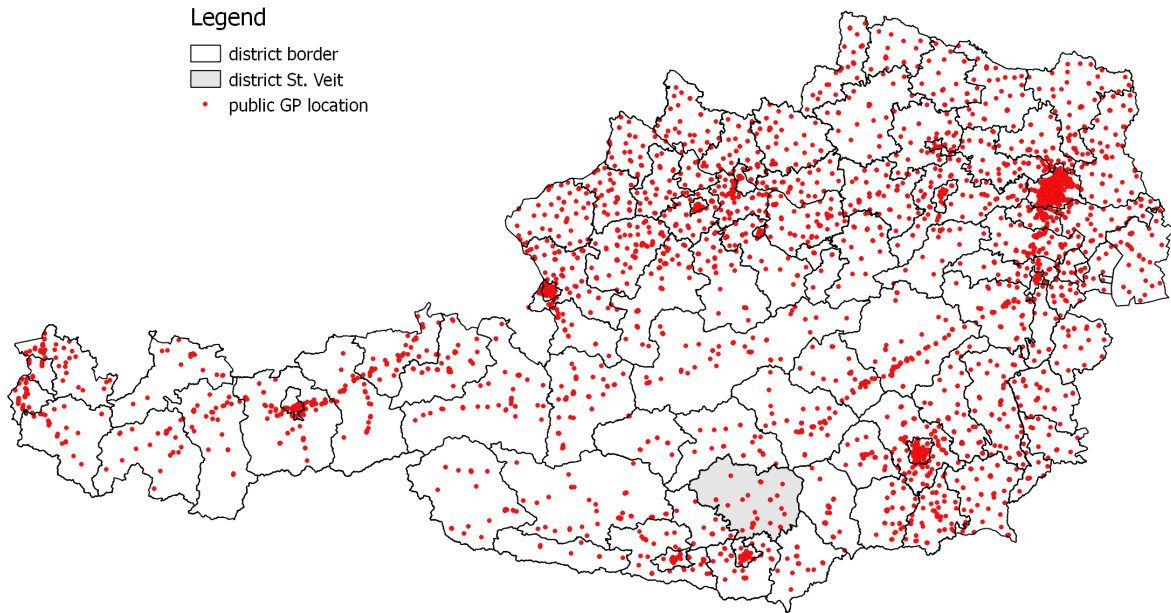 Legend
district border
district St. Veit
public GP location